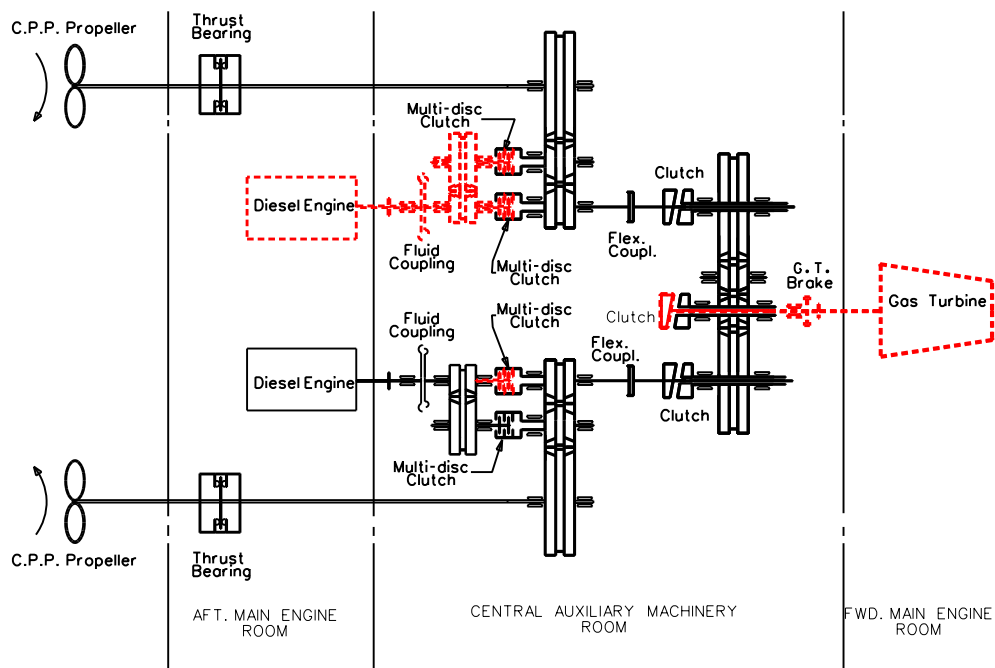 C.P.P. Propeller
Thrust
Bearing
Multi-disc
Clutch
Clutch
Diesel Engine
Fluid
Coupling
Multi-disc
Clutch
Flex.
Coupl.
G.T.
Brake
Gas Turbine
Clutch
Fluid
Coupling
Multi-disc
Clutch
Flex.
Coupl.
Diesel Engine
Clutch
Multi-disc
Clutch
C.P.P. Propeller
Thrust
Bearing
AFT. MAIN ENGINE
ROOM
CENTRAL AUXILIARY MACHINERY
ROOM
FWD. MAIN ENGINE
ROOM